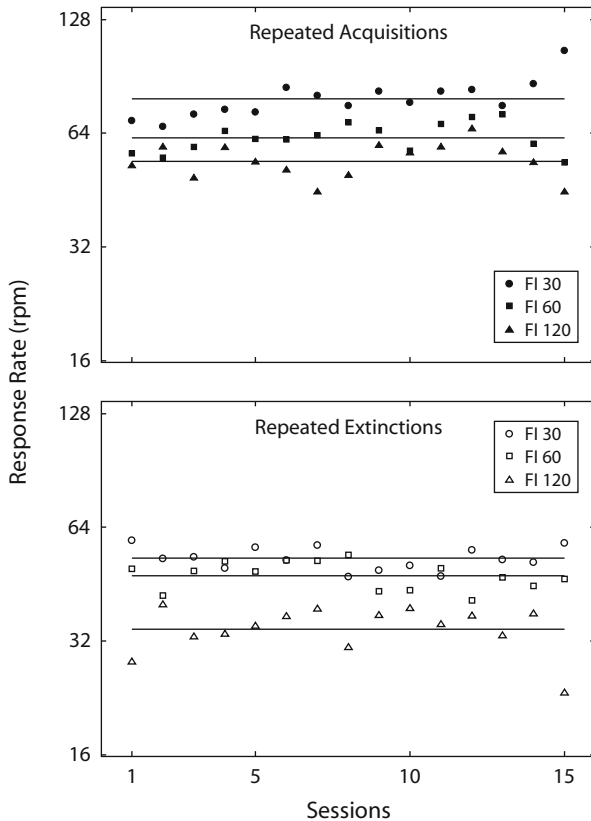 128
Repeated Acquisitions
64
32
FI 30
FI 60
FI 120
16
Response Rate (rpm)
128
Repeated Extinctions
FI 30
FI 60
FI 120
64
32
16
1
5
10
15
Sessions